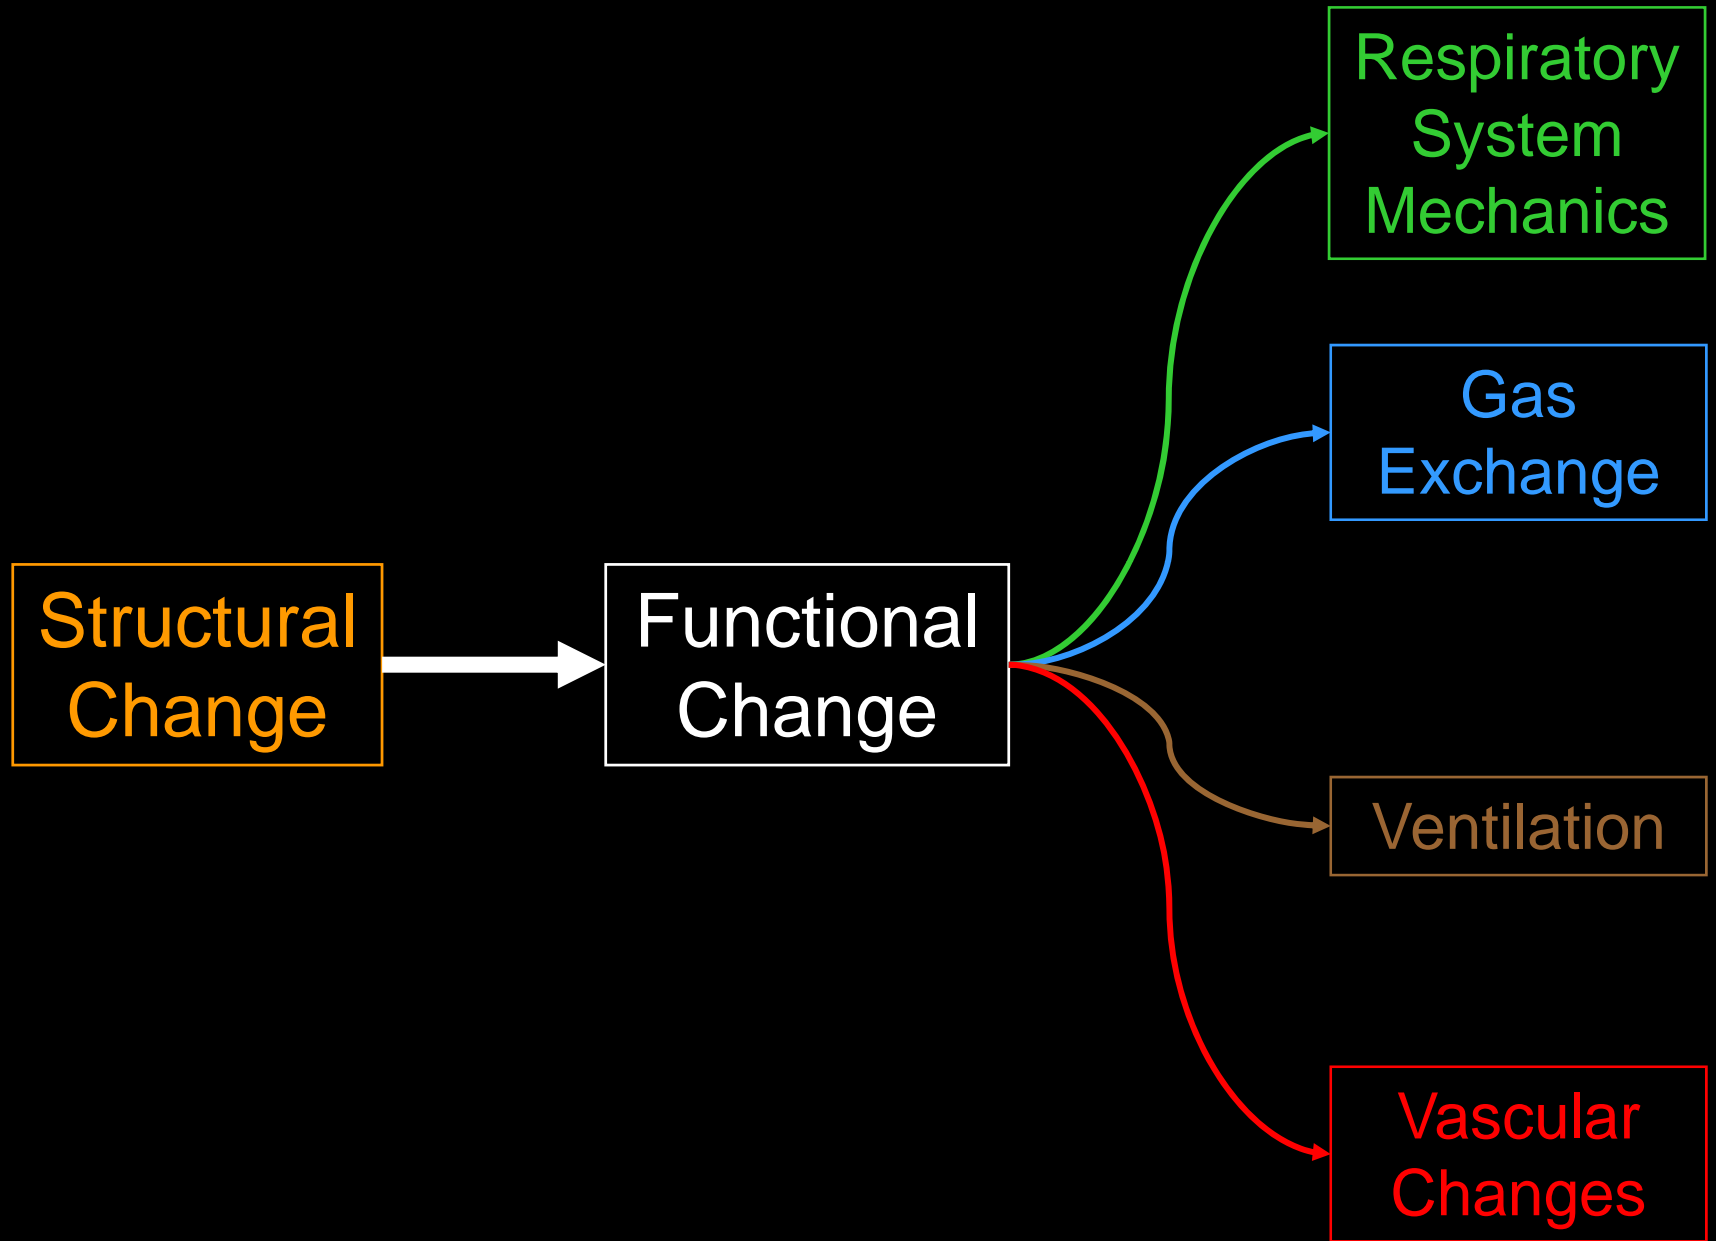 Structural
Change
Functional
Change
Respiratory
System
Mechanics
Gas
Exchange
Ventilation
Vascular
Changes